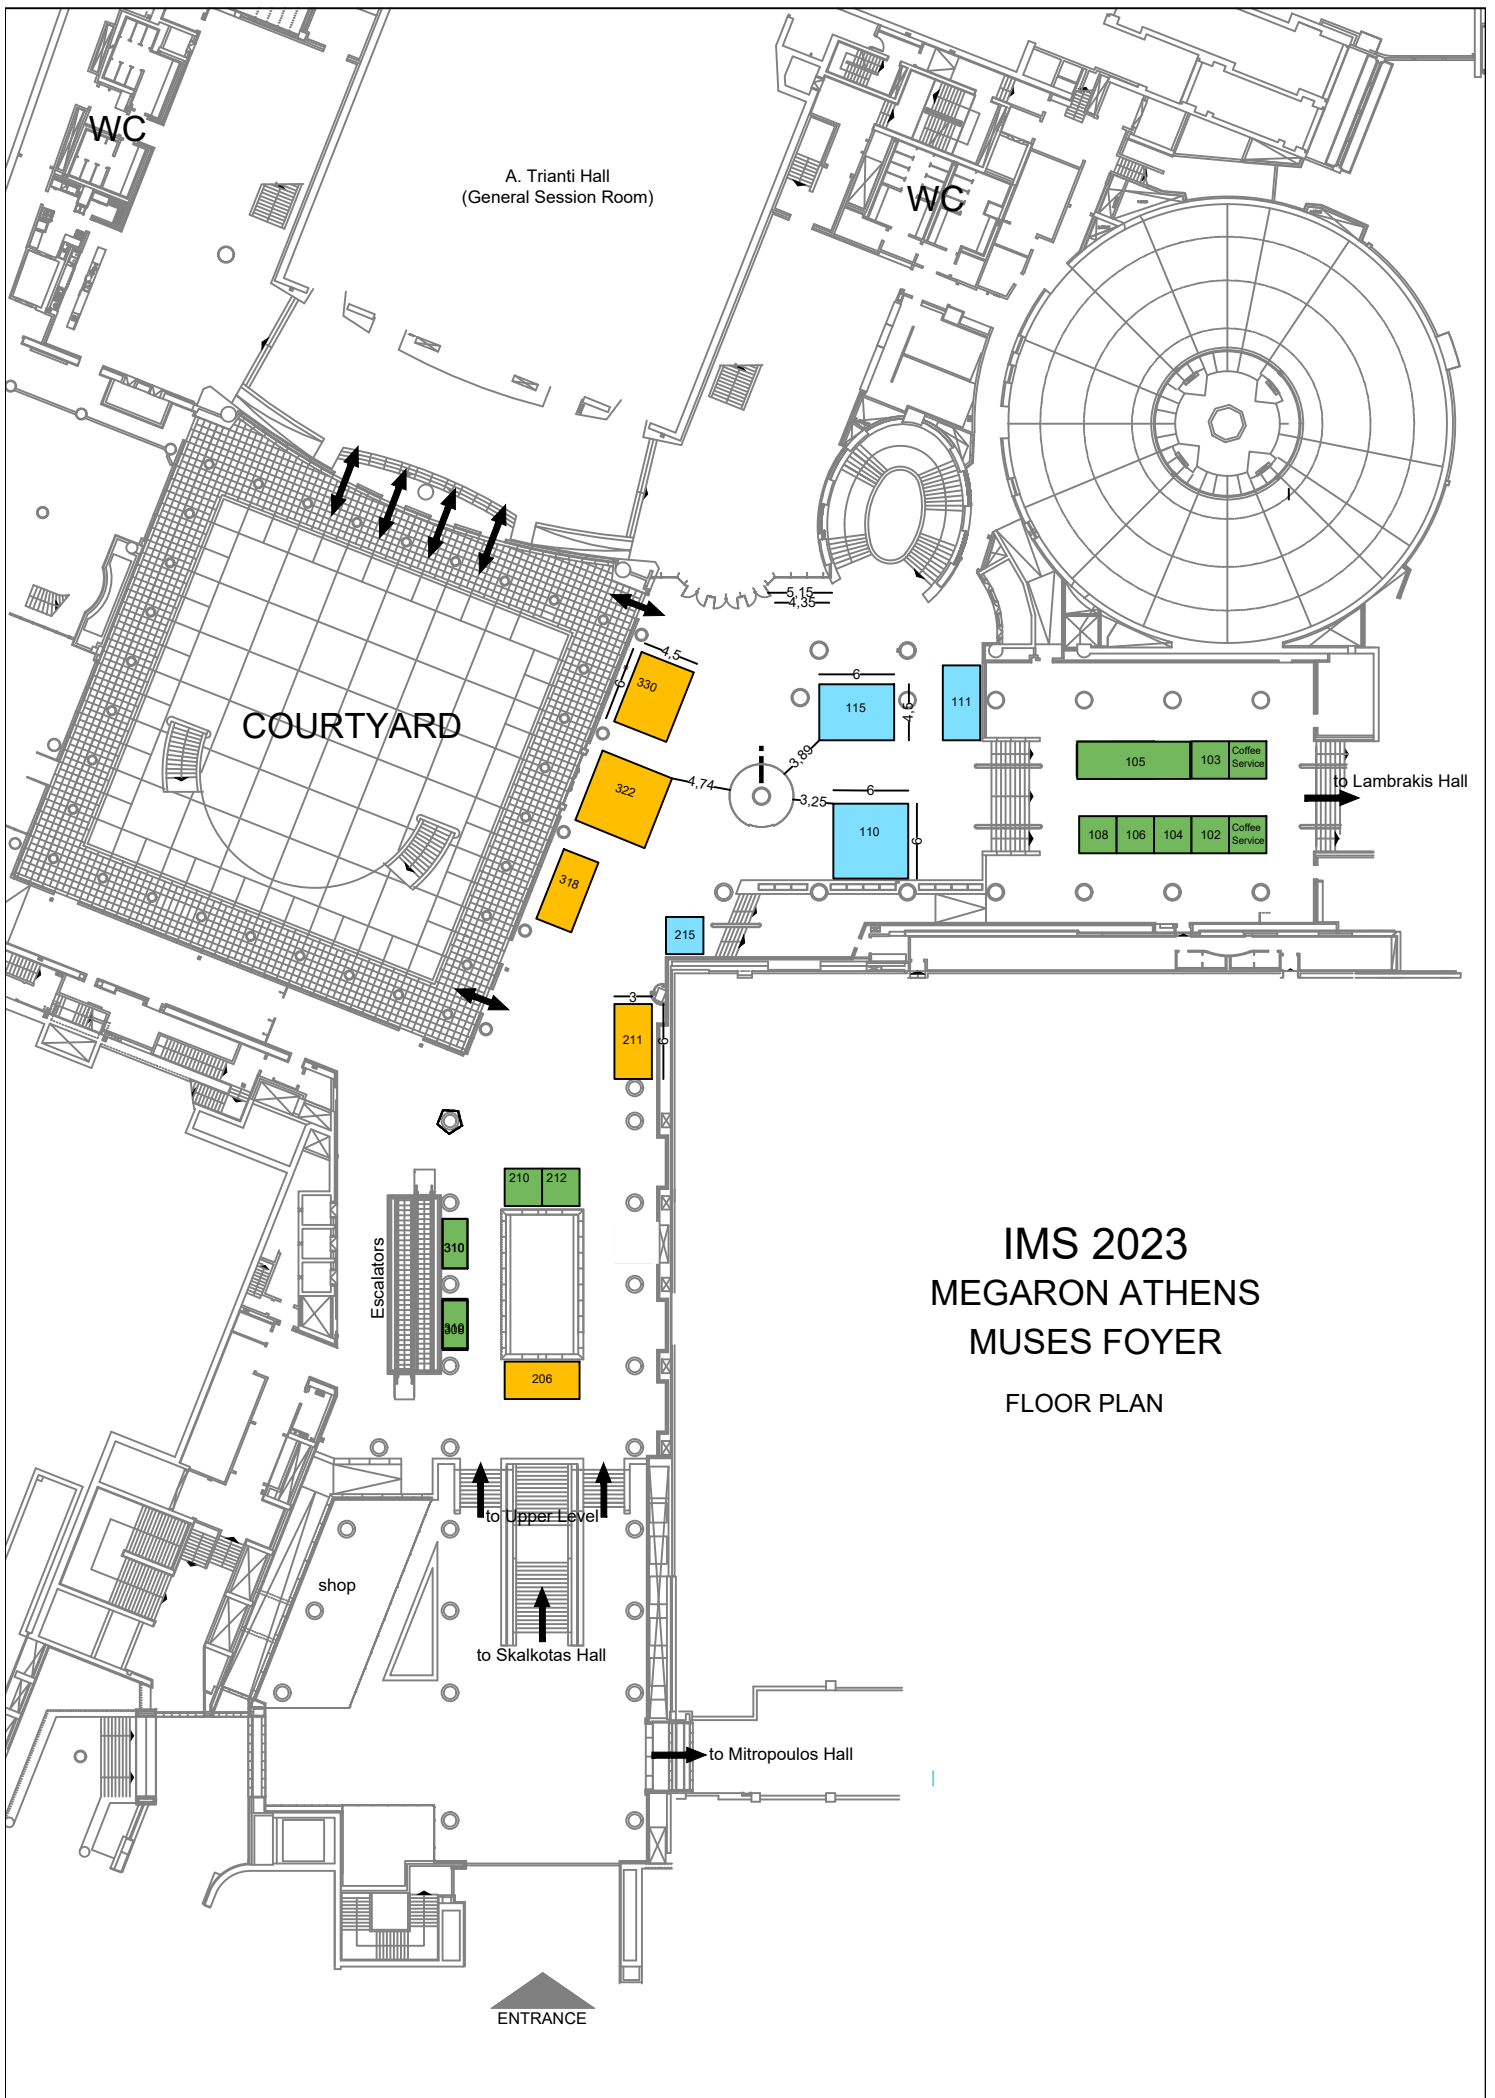 WC
A. Trianti Hall
(General Session Room)
WC
5,15
4,35
4,5
6
330
6
115
4,5
111
COURTYARD
105
103
Coffee
Service
3,89
i
4,74
322
3,25
6
to Lambrakis Hall
110
6
108
106
104
102
Coffee
Service
318
215
3
211
6
210
212
Escalators
310
206
IMS 2023
MEGARON ATHENS
MUSES FOYER
FLOOR PLAN
to Upper Level
shop
to Skalkotas Hall
to Mitropoulos Hall
ENTRANCE